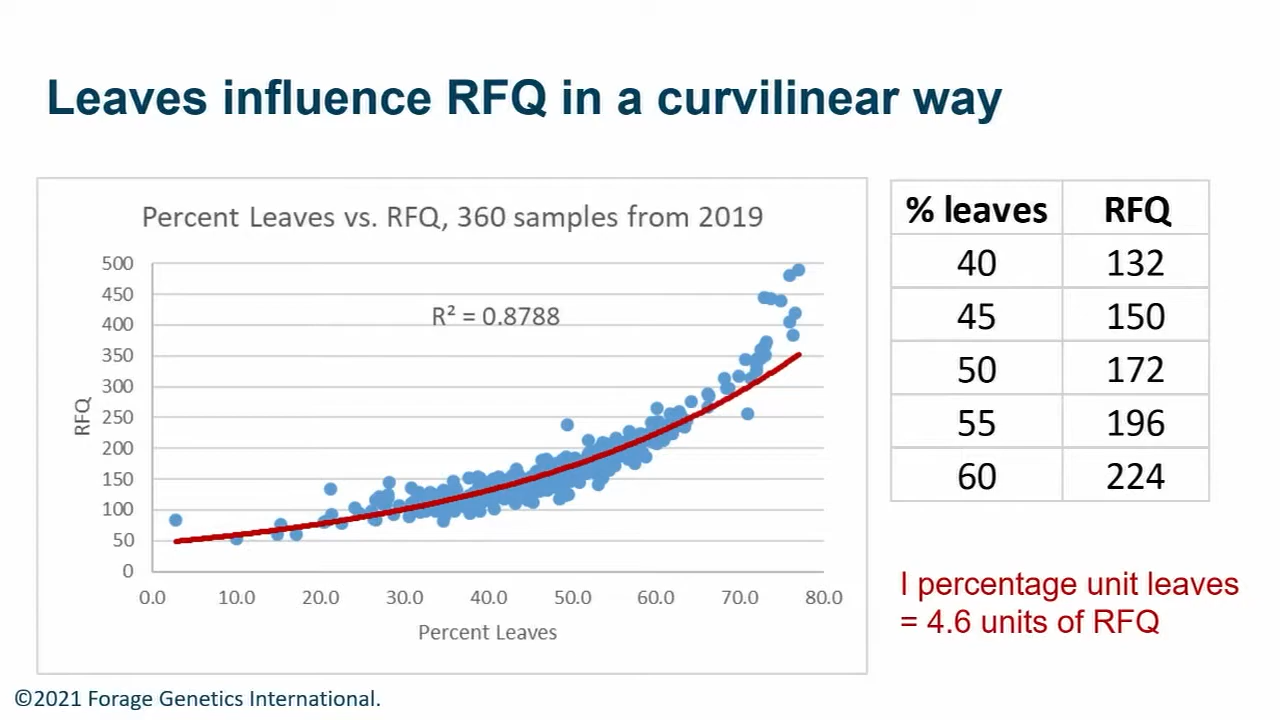 Leaves influence RFQ in a curvilinear way
Percent Leaves vs. RFQ, 360 samples from 2019
500
450
400
350
300
250
200
150
100
50
0
RFQ
R² = 0.8788
0.0 10.0 20.0 30.0 40.0 50.0 60.0 70.0 80.0
Percent Leaves
% leaves RFQ
40 132
45 150
50 172
55 196
60 224
I percentage unit leaves
= 4.6 units of RFQ
©2021 Forage Genetics International.